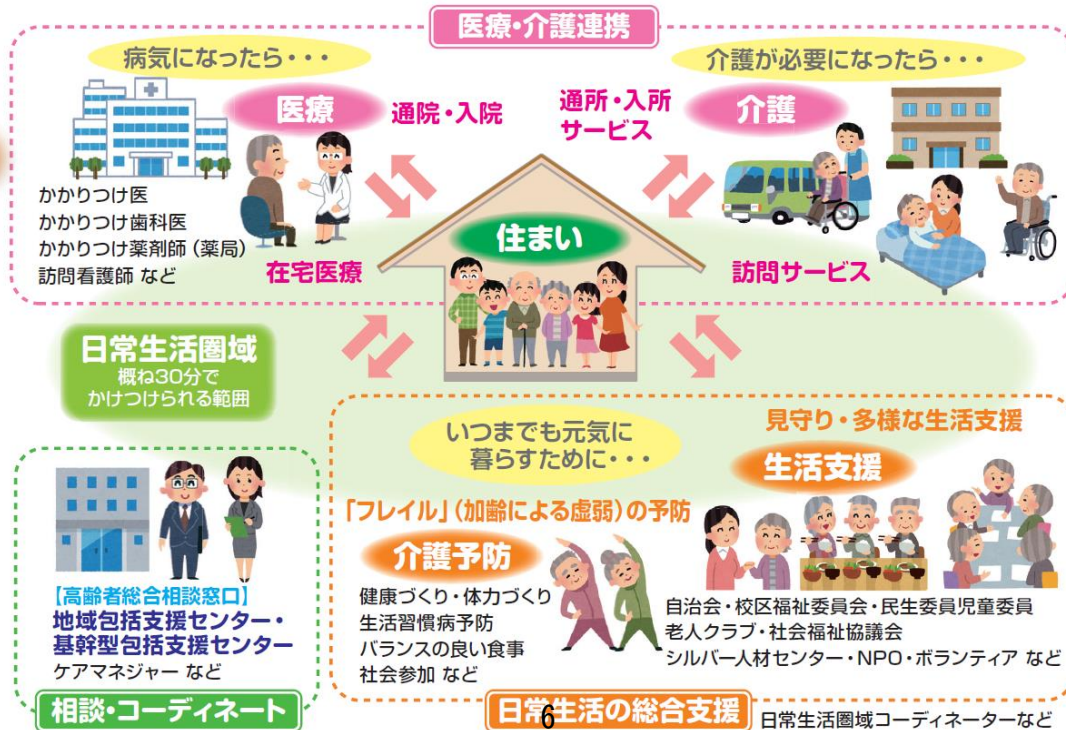 医療・介護連携
病気になったら・・・
医療
通院・入院
かかりつけ医
かかりつけ歯科医
かかりつけ薬剤師（薬局）
訪問看護師 など
在宅医療
介護が必要になったら・・・
通所・入所
サービス
介護
訪問サービス
住まい
日常生活圏域
概ね30分で
かけつけられる範囲
【高齢者総合相談窓口】
地域包括支援センター・
基幹型包括支援センター
ケアマネジャー など
相談・コーディネート
いつまでも元気に
暮らすために・・・
「フレイル」（加齢による虚弱）の予防
介護予防
健康づくり・体力づくり
生活習慣病予防
バランスの良い食事
社会参加 など
見守り・多様な生活支援
生活支援
自治会・校区福祉委員会・民生委員児童委員
老人クラブ・社会福祉協議会
シルバー人材センター・NPO・ボランティア など
日常生活の総合支援
日常生活圏域コーディネーターなど
6